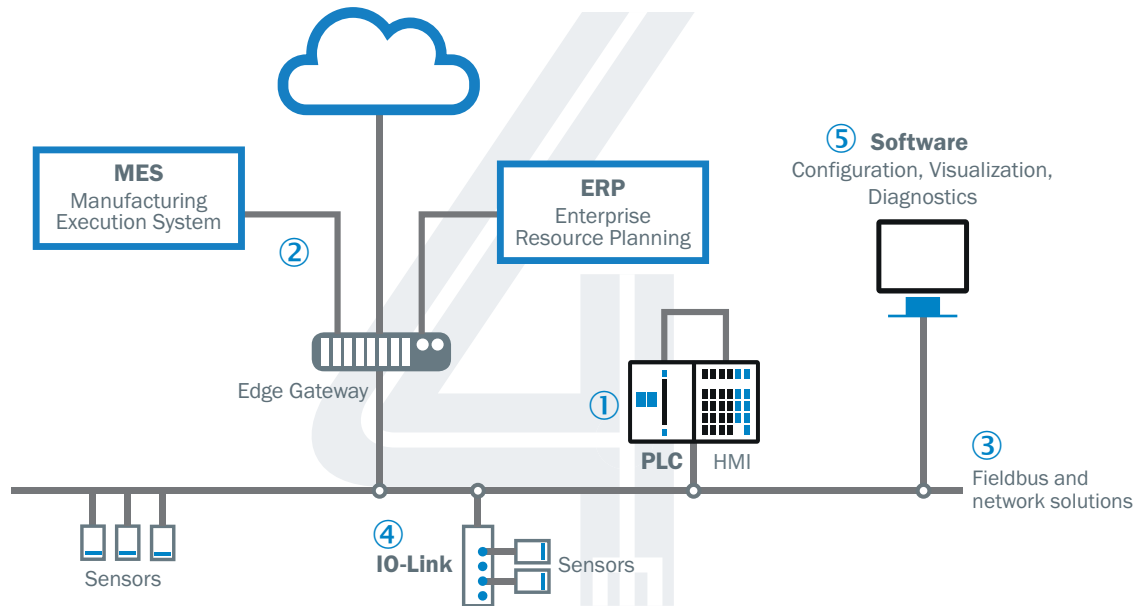 MES
Manufacturing
Execution System
②
ERP
Enterprise
Resource Planning
⑤ Software
Configuration, Visualization,
Diagnostics
Edge Gateway
①
PLC HMI
③
Fieldbus and
network solutions
Sensors
④
IO-Link
Sensors